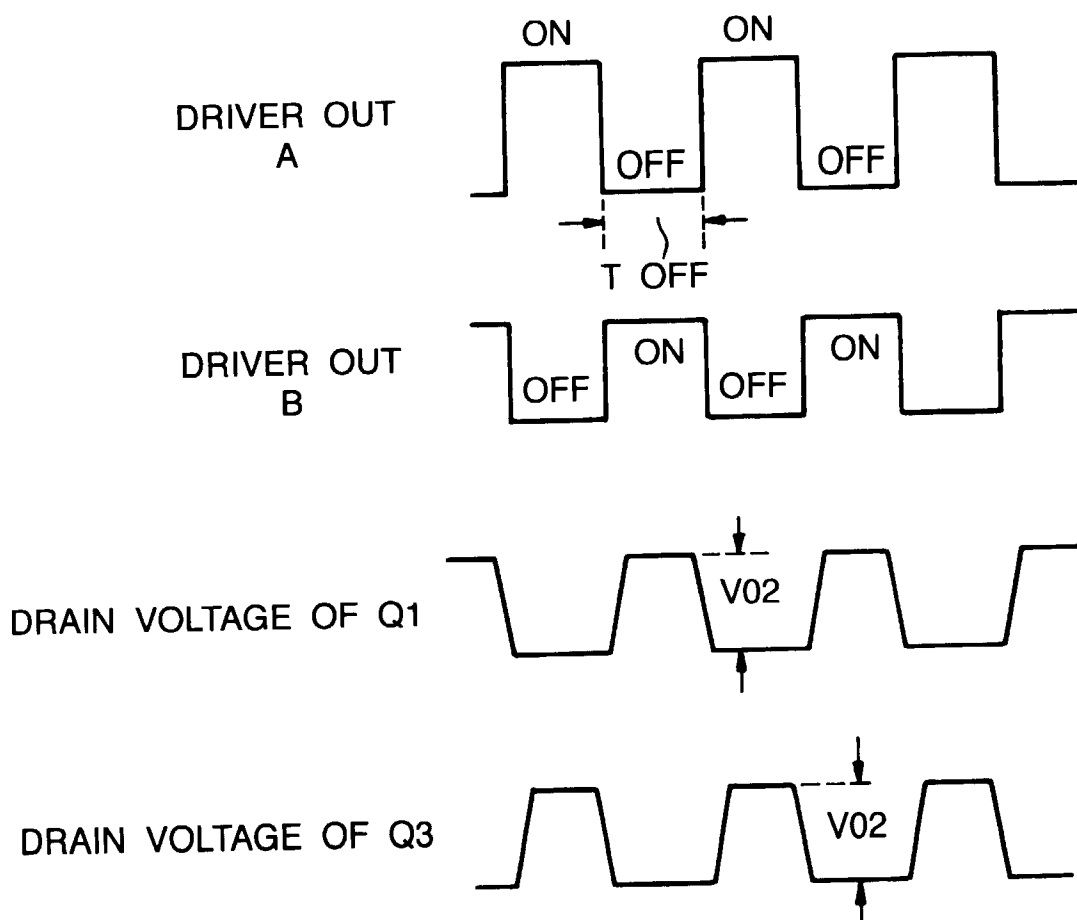 ON ON
DRIVER OUT
A
OFF OFF
T OFF
DRIVER OUT
B
ON ON
OFF OFF
DRAIN VOLTAGE OF Q1
V02
DRAIN VOLTAGE OF Q3
V02